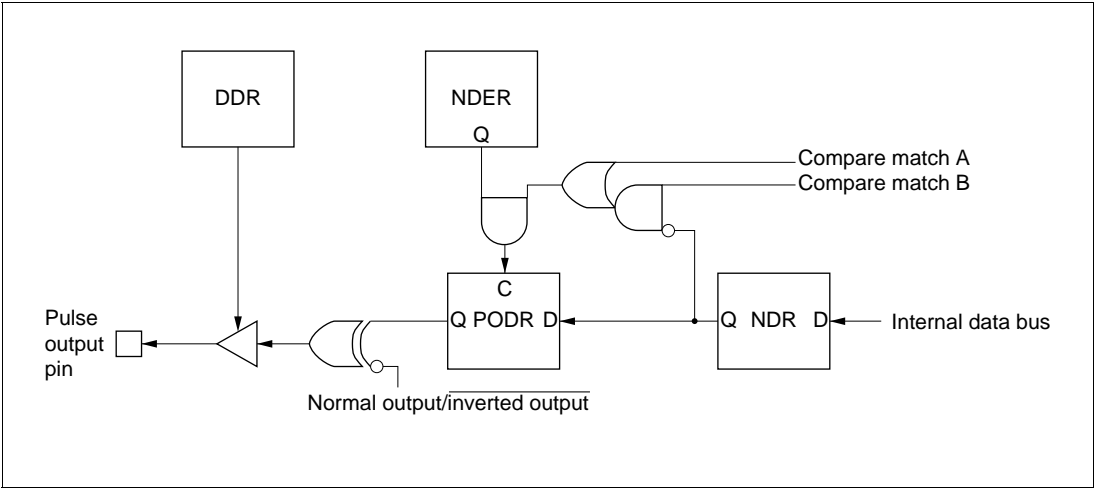 DDR
NDER
Q
Compare match A
Compare match B
C
Q PODR D
Q NDR D
Internal data bus
Pulse
output
pin
Normal output/inverted output